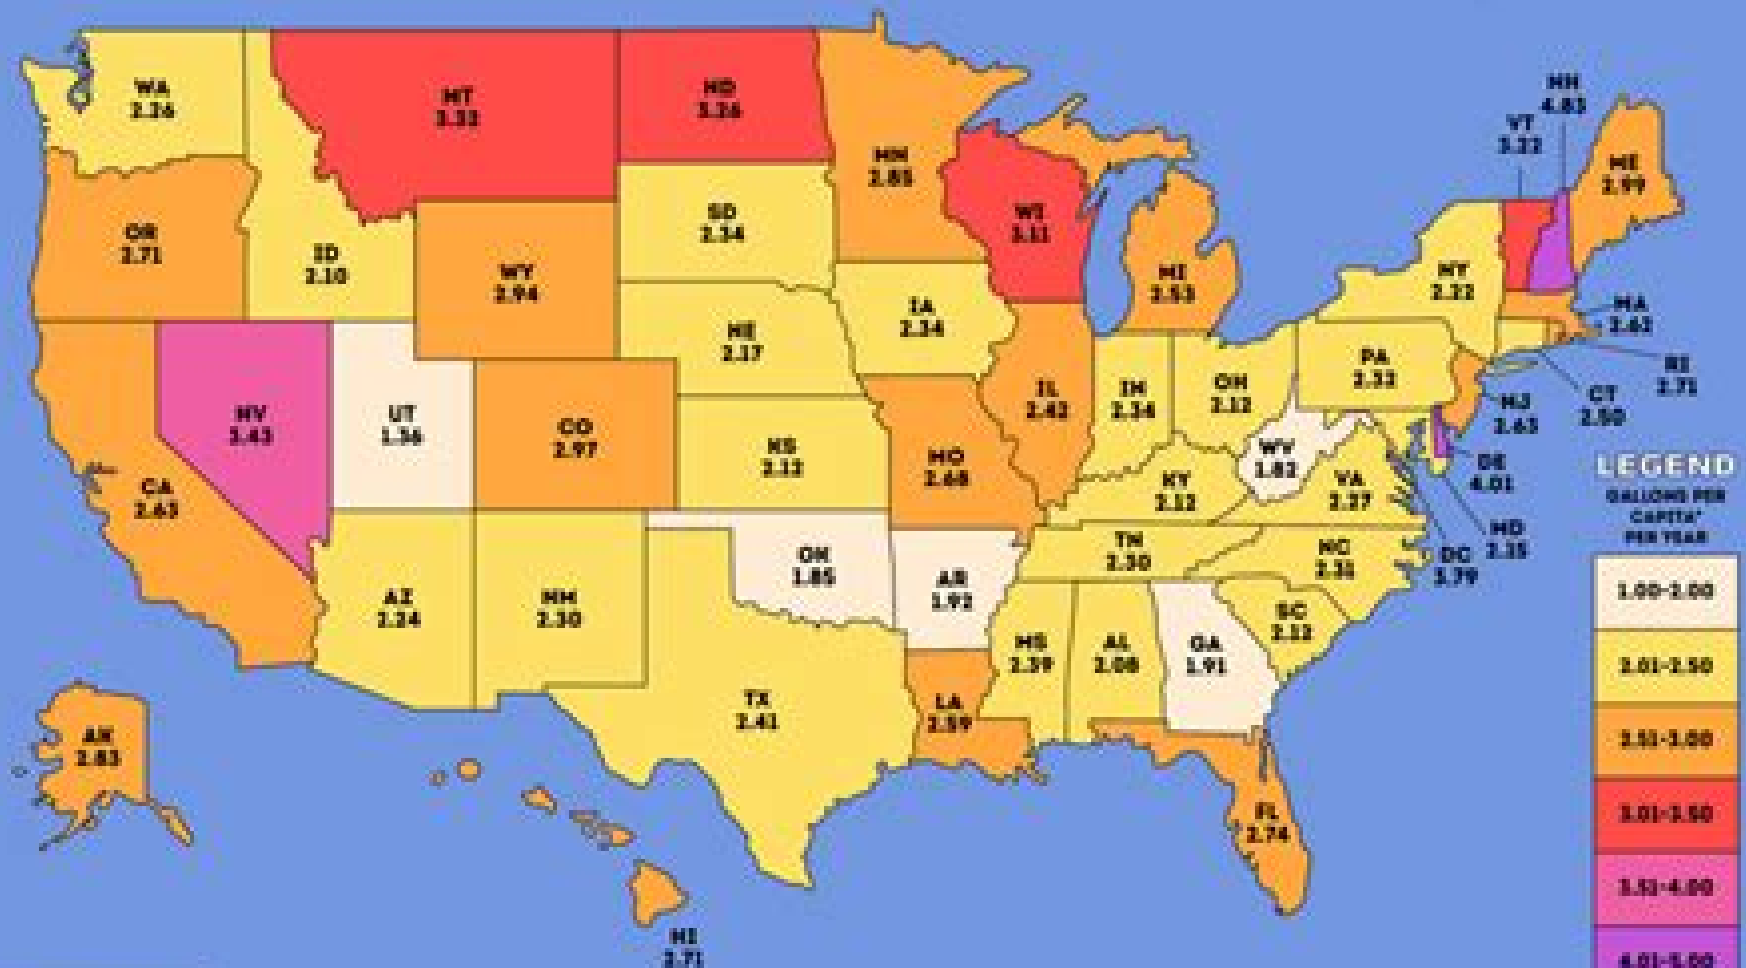 WA
2.26
MT
3.32
ND
3.26
MN
2.85
NH
4.83
VT
3.22
ME
2.99
OR
2.71
ID
2.10
WY
2.94
SD
2.34
WI
3.11
MI
2.53
NY
2.22
MA
2.62
IA
2.34
NE
2.17
PA
2.32
RI
2.71
CT
2.50
NJ
2.63
NV
3.43
UT
1.36
CO
2.97
KS
2.12
MO
2.68
IL
2.42
IN
2.34
OH
2.12
WV
1.82
VA
2.27
DE
4.01
MD
2.15
DC
3.79
CA
2.63
KY
2.12
TN
2.30
NC
2.31
OK
1.85
AR
1.92
SC
2.12
AZ
2.24
NM
2.30
MS
2.39
AL
2.08
GA
1.91
TX
2.41
LA
2.59
AK
2.83
FL
2.74
HI
2.71
LEGEND
GALLONS PER
CAPITA*
PER YEAR
1.00-2.00
2.01-2.50
2.51-3.00
3.01-3.50
3.51-4.00
4.01-5.00